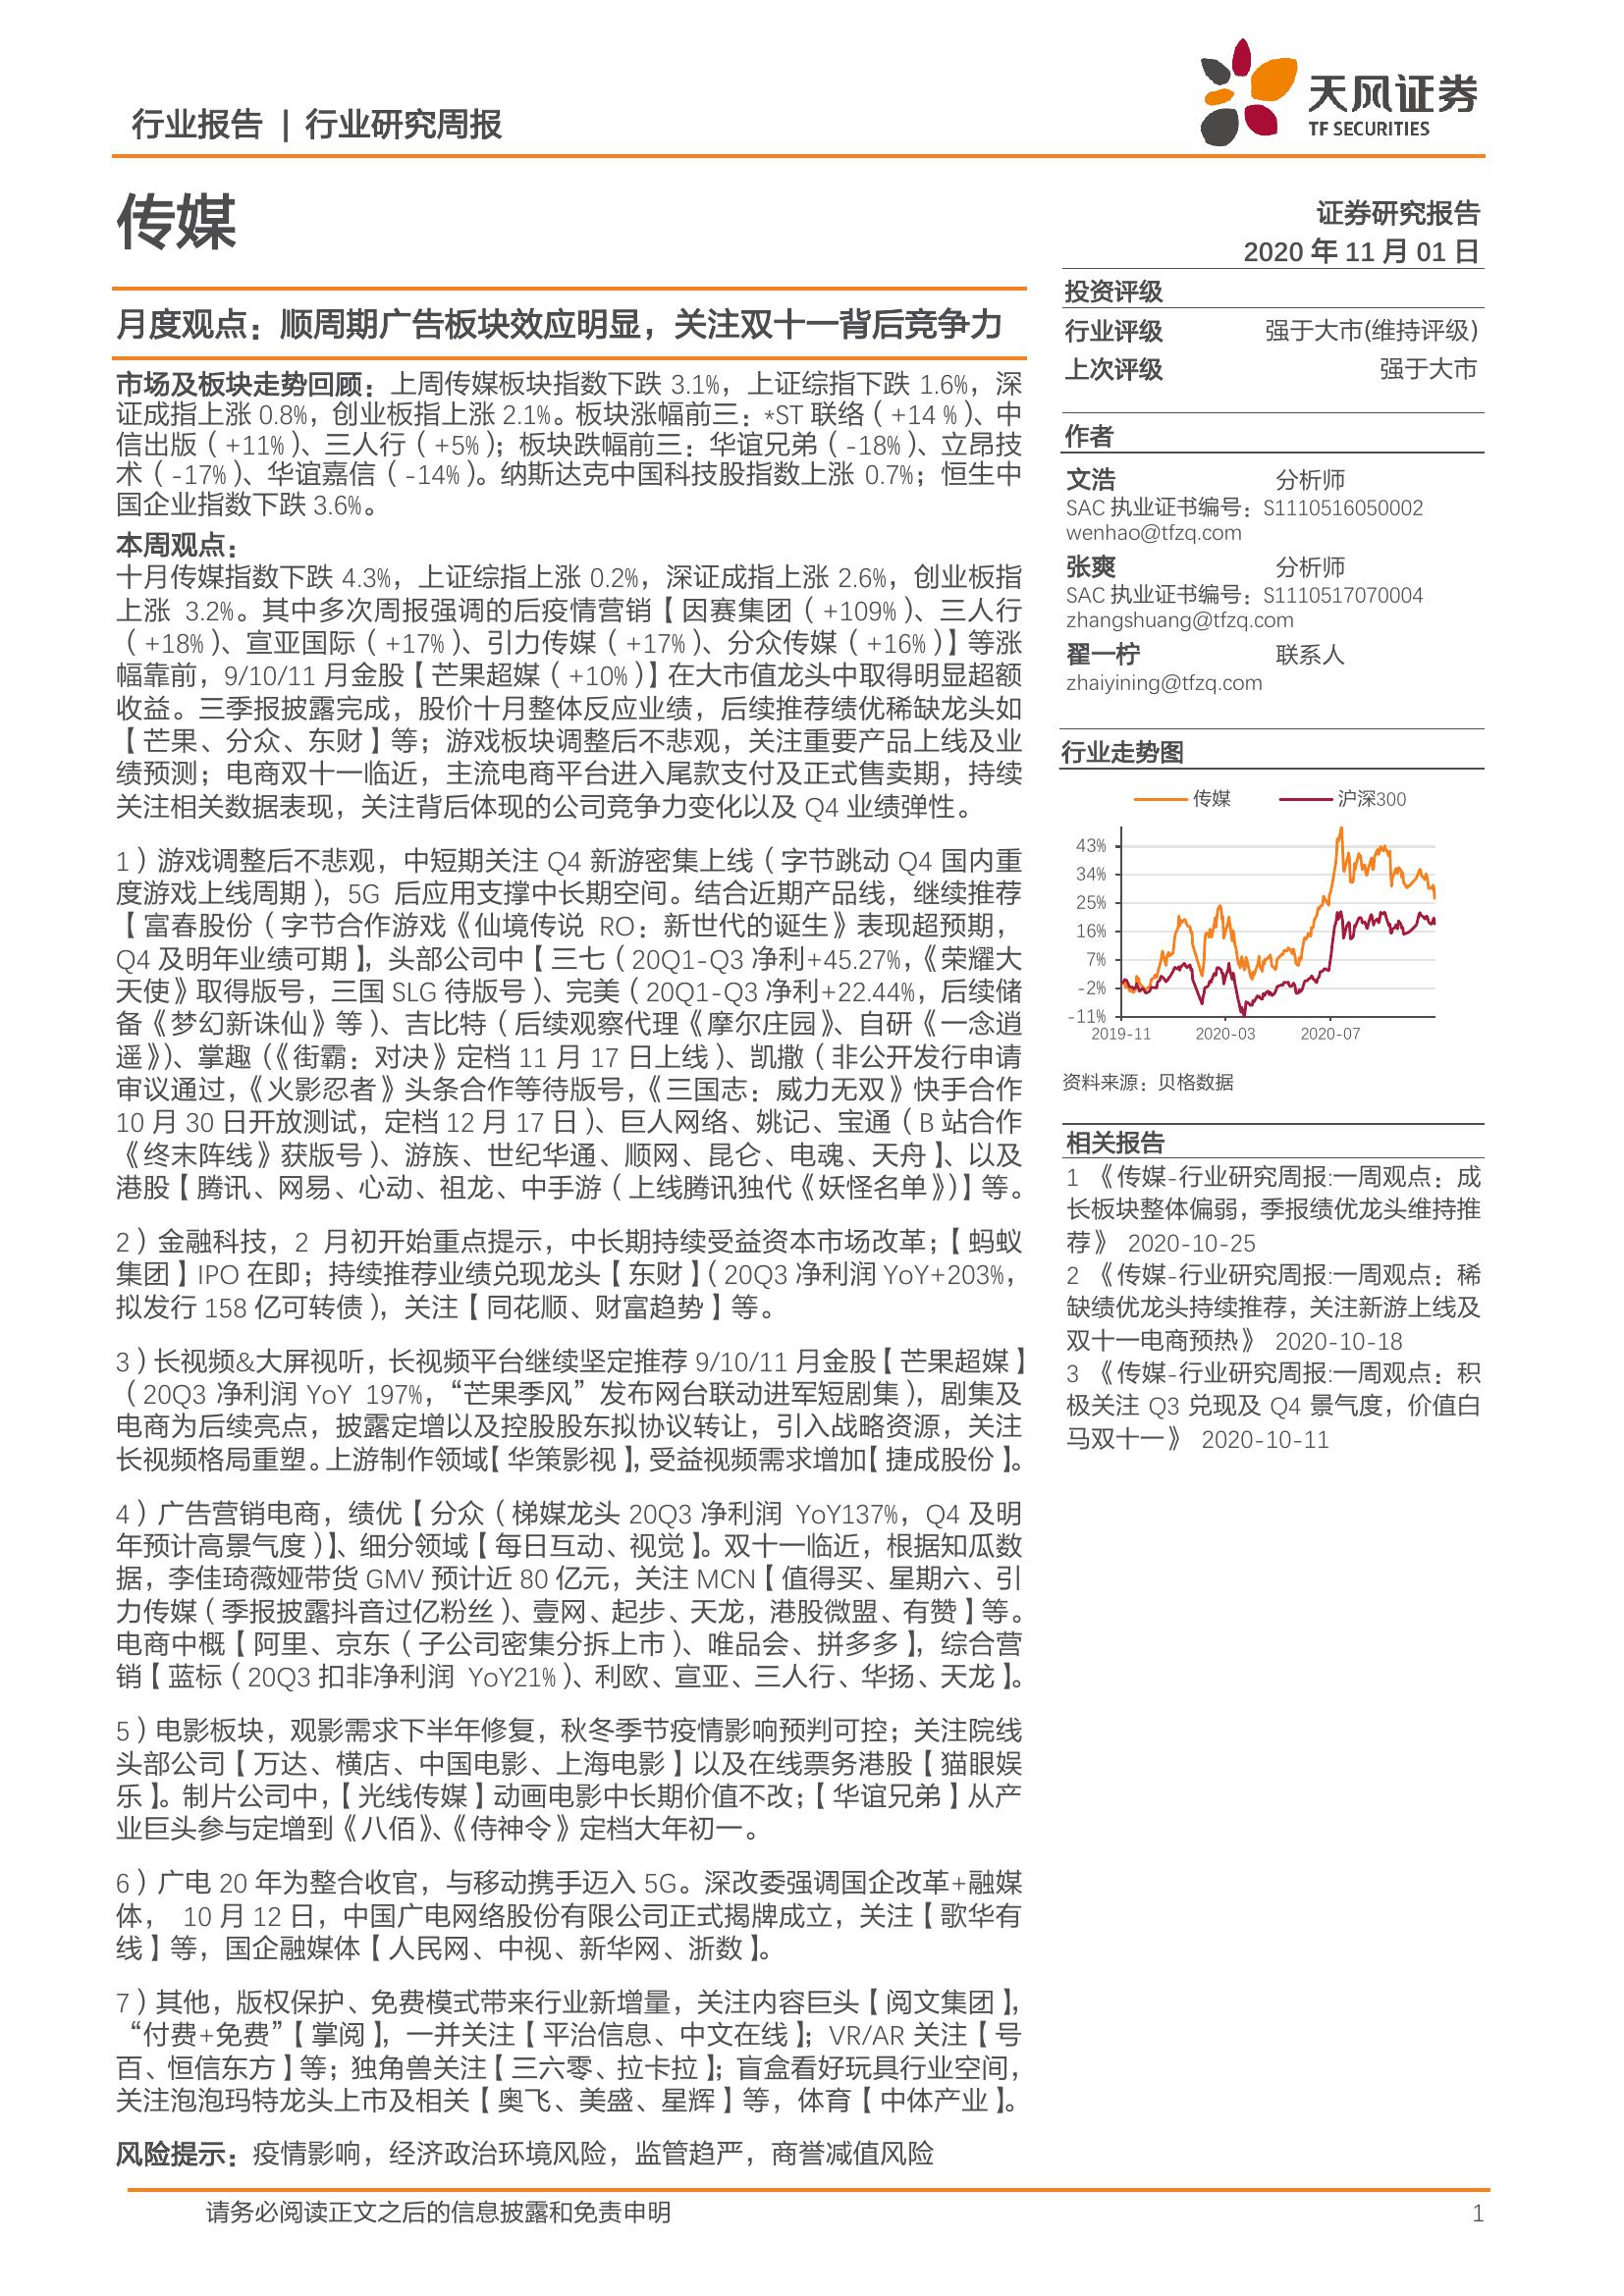 行业报告 | 行业研究周报
天风证券
TF SECURITIES
传媒
证券研究报告
2020 年 11 月 01 日
月度观点：顺周期广告板块效应明显，关注双十一背后竞争力
市场及板块走势回顾：上周传媒板块指数下跌 3.1%，上证综指下跌 1.6%，深
证成指上涨 0.8%，创业板指上涨 2.1%。板块涨幅前三：*ST 联络（+14 %）、中
信出版（+11%）、三人行（+5%）；板块跌幅前三：华谊兄弟（-18%）、立昂技
术（-17%）、华谊嘉信（-14%）。纳斯达克中国科技股指数上涨 0.7%；恒生中
国企业指数下跌 3.6%。
本周观点：
十月传媒指数下跌 4.3%，上证综指上涨 0.2%，深证成指上涨 2.6%，创业板指
上涨 3.2%。其中多次周报强调的后疫情营销【因赛集团（+109%）、三人行
（+18%）、宣亚国际（+17%）、引力传媒（+17%）、分众传媒（+16%）】等涨
幅靠前，9/10/11 月金股【芒果超媒（+10%）】在大市值龙头中取得明显超额
收益。三季报披露完成，股价十月整体反应业绩，后续推荐绩优稀缺龙头如
【芒果、分众、东财】等；游戏板块调整后不悲观，关注重要产品上线及业
绩预测；电商双十一临近，主流电商平台进入尾款支付及正式售卖期，持续
关注相关数据表现，关注背后体现的公司竞争力变化以及 Q4 业绩弹性。
1）游戏调整后不悲观，中短期关注 Q4 新游密集上线（字节跳动 Q4 国内重
度游戏上线周期），5G 后应用支撑中长期空间。结合近期产品线，继续推荐
【富春股份（字节合作游戏《仙境传说 RO：新世代的诞生》表现超预期，
Q4 及明年业绩可期】，头部公司中【三七（20Q1-Q3 净利+45.27%，《荣耀大
天使》取得版号，三国 SLG 待版号）、完美（20Q1-Q3 净利+22.44%，后续储
备《梦幻新诛仙》等）、吉比特（后续观察代理《摩尔庄园》、自研《一念逍
遥》）、掌趣（《街霸：对决》定档 11 月 17 日上线）、凯撒（非公开发行申请
审议通过，《火影忍者》头条合作等待版号，《三国志：威力无双》快手合作
10 月 30 日开放测试，定档 12 月 17 日）、巨人网络、姚记、宝通（B 站合作
《终末阵线》获版号）、游族、世纪华通、顺网、昆仑、电魂、天舟】、以及
港股【腾讯、网易、心动、祖龙、中手游（上线腾讯独代《妖怪名单》）】等。
2）金融科技，2 月初开始重点提示，中长期持续受益资本市场改革；【蚂蚁
集团】IPO 在即；持续推荐业绩兑现龙头【东财】（20Q3 净利润 YoY+203%，
拟发行 158 亿可转债），关注【同花顺、财富趋势】等。
3）长视频&大屏视听，长视频平台继续坚定推荐 9/10/11 月金股【芒果超媒】
（20Q3 净利润 YoY 197%，“芒果季风”发布网台联动进军短剧集），剧集及
电商为后续亮点，披露定增以及控股股东拟协议转让，引入战略资源，关注
长视频格局重塑。上游制作领域【华策影视】，受益视频需求增加【捷成股份】。
4）广告营销电商，绩优【分众（梯媒龙头 20Q3 净利润 YoY137%，Q4 及明
年预计高景气度）】、细分领域【每日互动、视觉】。双十一临近，根据知瓜数
据，李佳琦薇娅带货 GMV 预计近 80 亿元，关注 MCN【值得买、星期六、引
力传媒（季报披露抖音过亿粉丝）、壹网、起步、天龙，港股微盟、有赞】等。
电商中概【阿里、京东（子公司密集分拆上市）、唯品会、拼多多】，综合营
销【蓝标（20Q3 扣非净利润 YoY21%）、利欧、宣亚、三人行、华扬、天龙】。
5）电影板块，观影需求下半年修复，秋冬季节疫情影响预判可控；关注院线
头部公司【万达、横店、中国电影、上海电影】以及在线票务港股【猫眼娱
乐】。制片公司中，【光线传媒】动画电影中长期价值不改；【华谊兄弟】从产
业巨头参与定增到《八佰》、《侍神令》定档大年初一。
6）广电 20 年为整合收官，与移动携手迈入 5G。深改委强调国企改革+融媒
体， 10 月 12 日，中国广电网络股份有限公司正式揭牌成立，关注【歌华有
线】等，国企融媒体【人民网、中视、新华网、浙数】。
7）其他，版权保护、免费模式带来行业新增量，关注内容巨头【阅文集团】，
“付费+免费”【掌阅】，一并关注【平治信息、中文在线】；VR/AR 关注【号
百、恒信东方】等；独角兽关注【三六零、拉卡拉】；盲盒看好玩具行业空间，
关注泡泡玛特龙头上市及相关【奥飞、美盛、星辉】等，体育【中体产业】。
风险提示：疫情影响，经济政治环境风险，监管趋严，商誉减值风险
投资评级
行业评级 强于大市(维持评级)
上次评级 强于大市
作者
文浩 分析师
SAC 执业证书编号：S1110516050002
wenhao@tfzq.com
张爽 分析师
SAC 执业证书编号：S1110517070004
zhangshuang@tfzq.com
翟一柠 联系人
zhaiyining@tfzq.com
行业走势图
传媒 沪深300
43%
34%
25%
16%
7%
-2%
-11%
2019-11 2020-03 2020-07
资料来源：贝格数据
相关报告
1 《传媒-行业研究周报:一周观点：成
长板块整体偏弱，季报绩优龙头维持推
荐》 2020-10-25
2 《传媒-行业研究周报:一周观点：稀
缺绩优龙头持续推荐，关注新游上线及
双十一电商预热》 2020-10-18
3 《传媒-行业研究周报:一周观点：积
极关注 Q3 兑现及 Q4 景气度，价值白
马双十一》 2020-10-11
请务必阅读正文之后的信息披露和免责申明 1